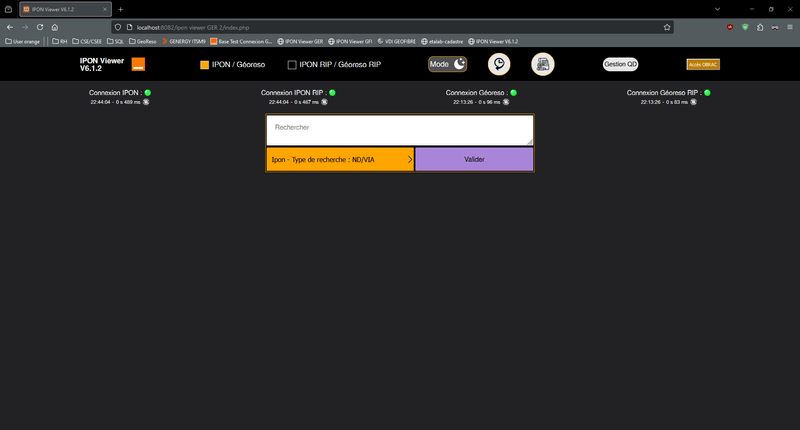 IPON Viewer V6.1.2
localhost:8082/ipon viewer GER 2/index.php
User orange
RH
CSE/CSEE
SQL
GeoReso
GENERGY ITSM9
Base Test Connexion G...
IPON Viewer GER
IPON Viewer GFI
VDI GEOFIBRE
etalab-cadastre
IPON Viewer V6.1.2
IPON Viewer
V6.1.2
IPON / Géoreso
IPON RIP / Géoreso RIP
Mode
Gestion QD
Accès OBKAC
Connexion IPON :
22:44:04 - 0 s 489 ms
Connexion IPON RIP :
22:44:04 - 0 s 467 ms
Connexion Géoreso :
22:13:26 - 0 s 96 ms
Connexion Géoreso RIP :
22:13:26 - 0 s 83 ms
Rechercher
Ipon - Type de recherche : ND/VIA
Valider